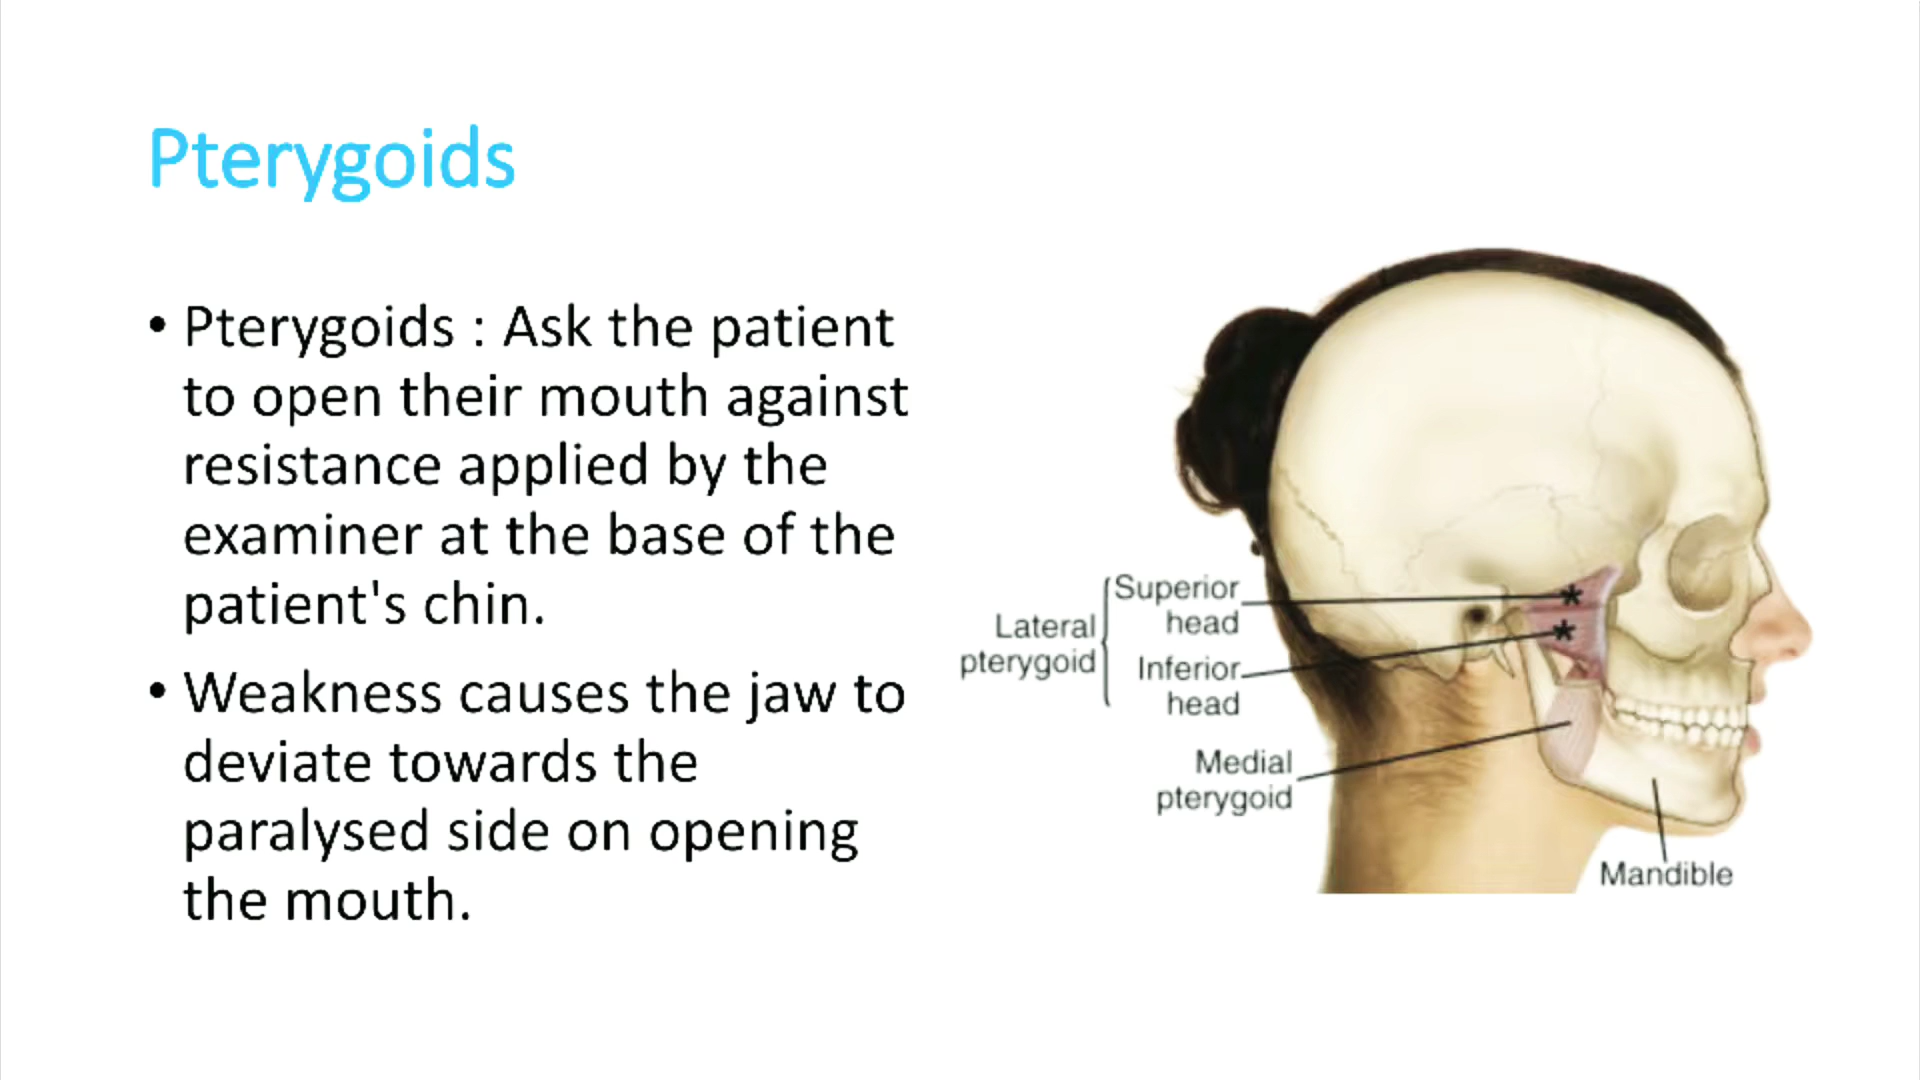 Pterygoids
• Pterygoids : Ask the patient
to open their mouth against
resistance applied by the
examiner at the base of the
patient's chin.
• Weakness causes the jaw to
deviate towards the
paralysed side on opening
the mouth.
Lateral
pterygoid
Superior
head
Inferior
head
Medial
pterygoid
Mandible